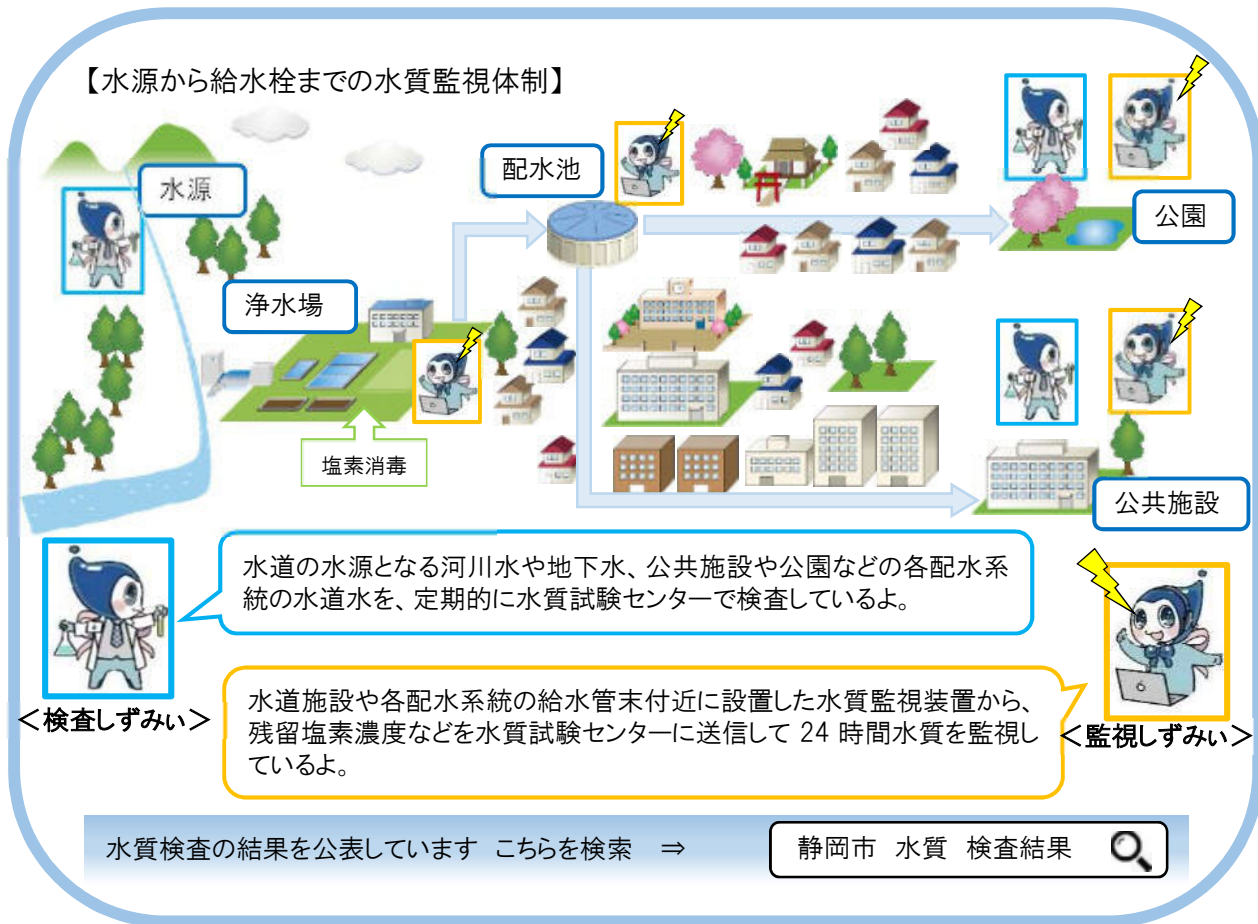 【水源から給水栓までの水質監視体制】
水源
配水池
公園
浄水場
塩素消毒
公共施設
水道の水源となる河川水や地下水、公共施設や公園などの各配水系
統の水道水を、定期的に水質試験センターで検査しているよ。
＜検査しずみぃ＞
水道施設や各配水系統の給水管末付近に設置した水質監視装置から、
残留塩素濃度などを水質試験センターに送信して 24 時間水質を監視し
ているよ。
＜監視しずみぃ＞
水質検査の結果を公表しています こちらを検索 ⇒
静岡市 水質 検査結果